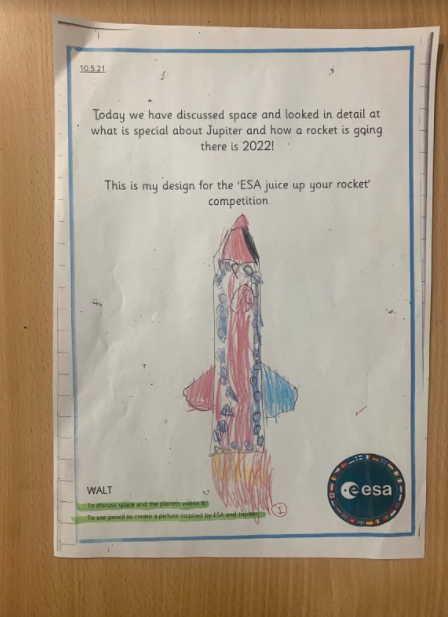 10.5.21
Today we have discussed space and looked in detail at
what is special about Jupiter and how a rocket is going
there is 2022!
This is my design for the 'ESA juice up your rocket'
competition
WALT
To discuss space and the planets within it.
To use pencil to create a picture inspired by ESA and Jupiter
esa
I